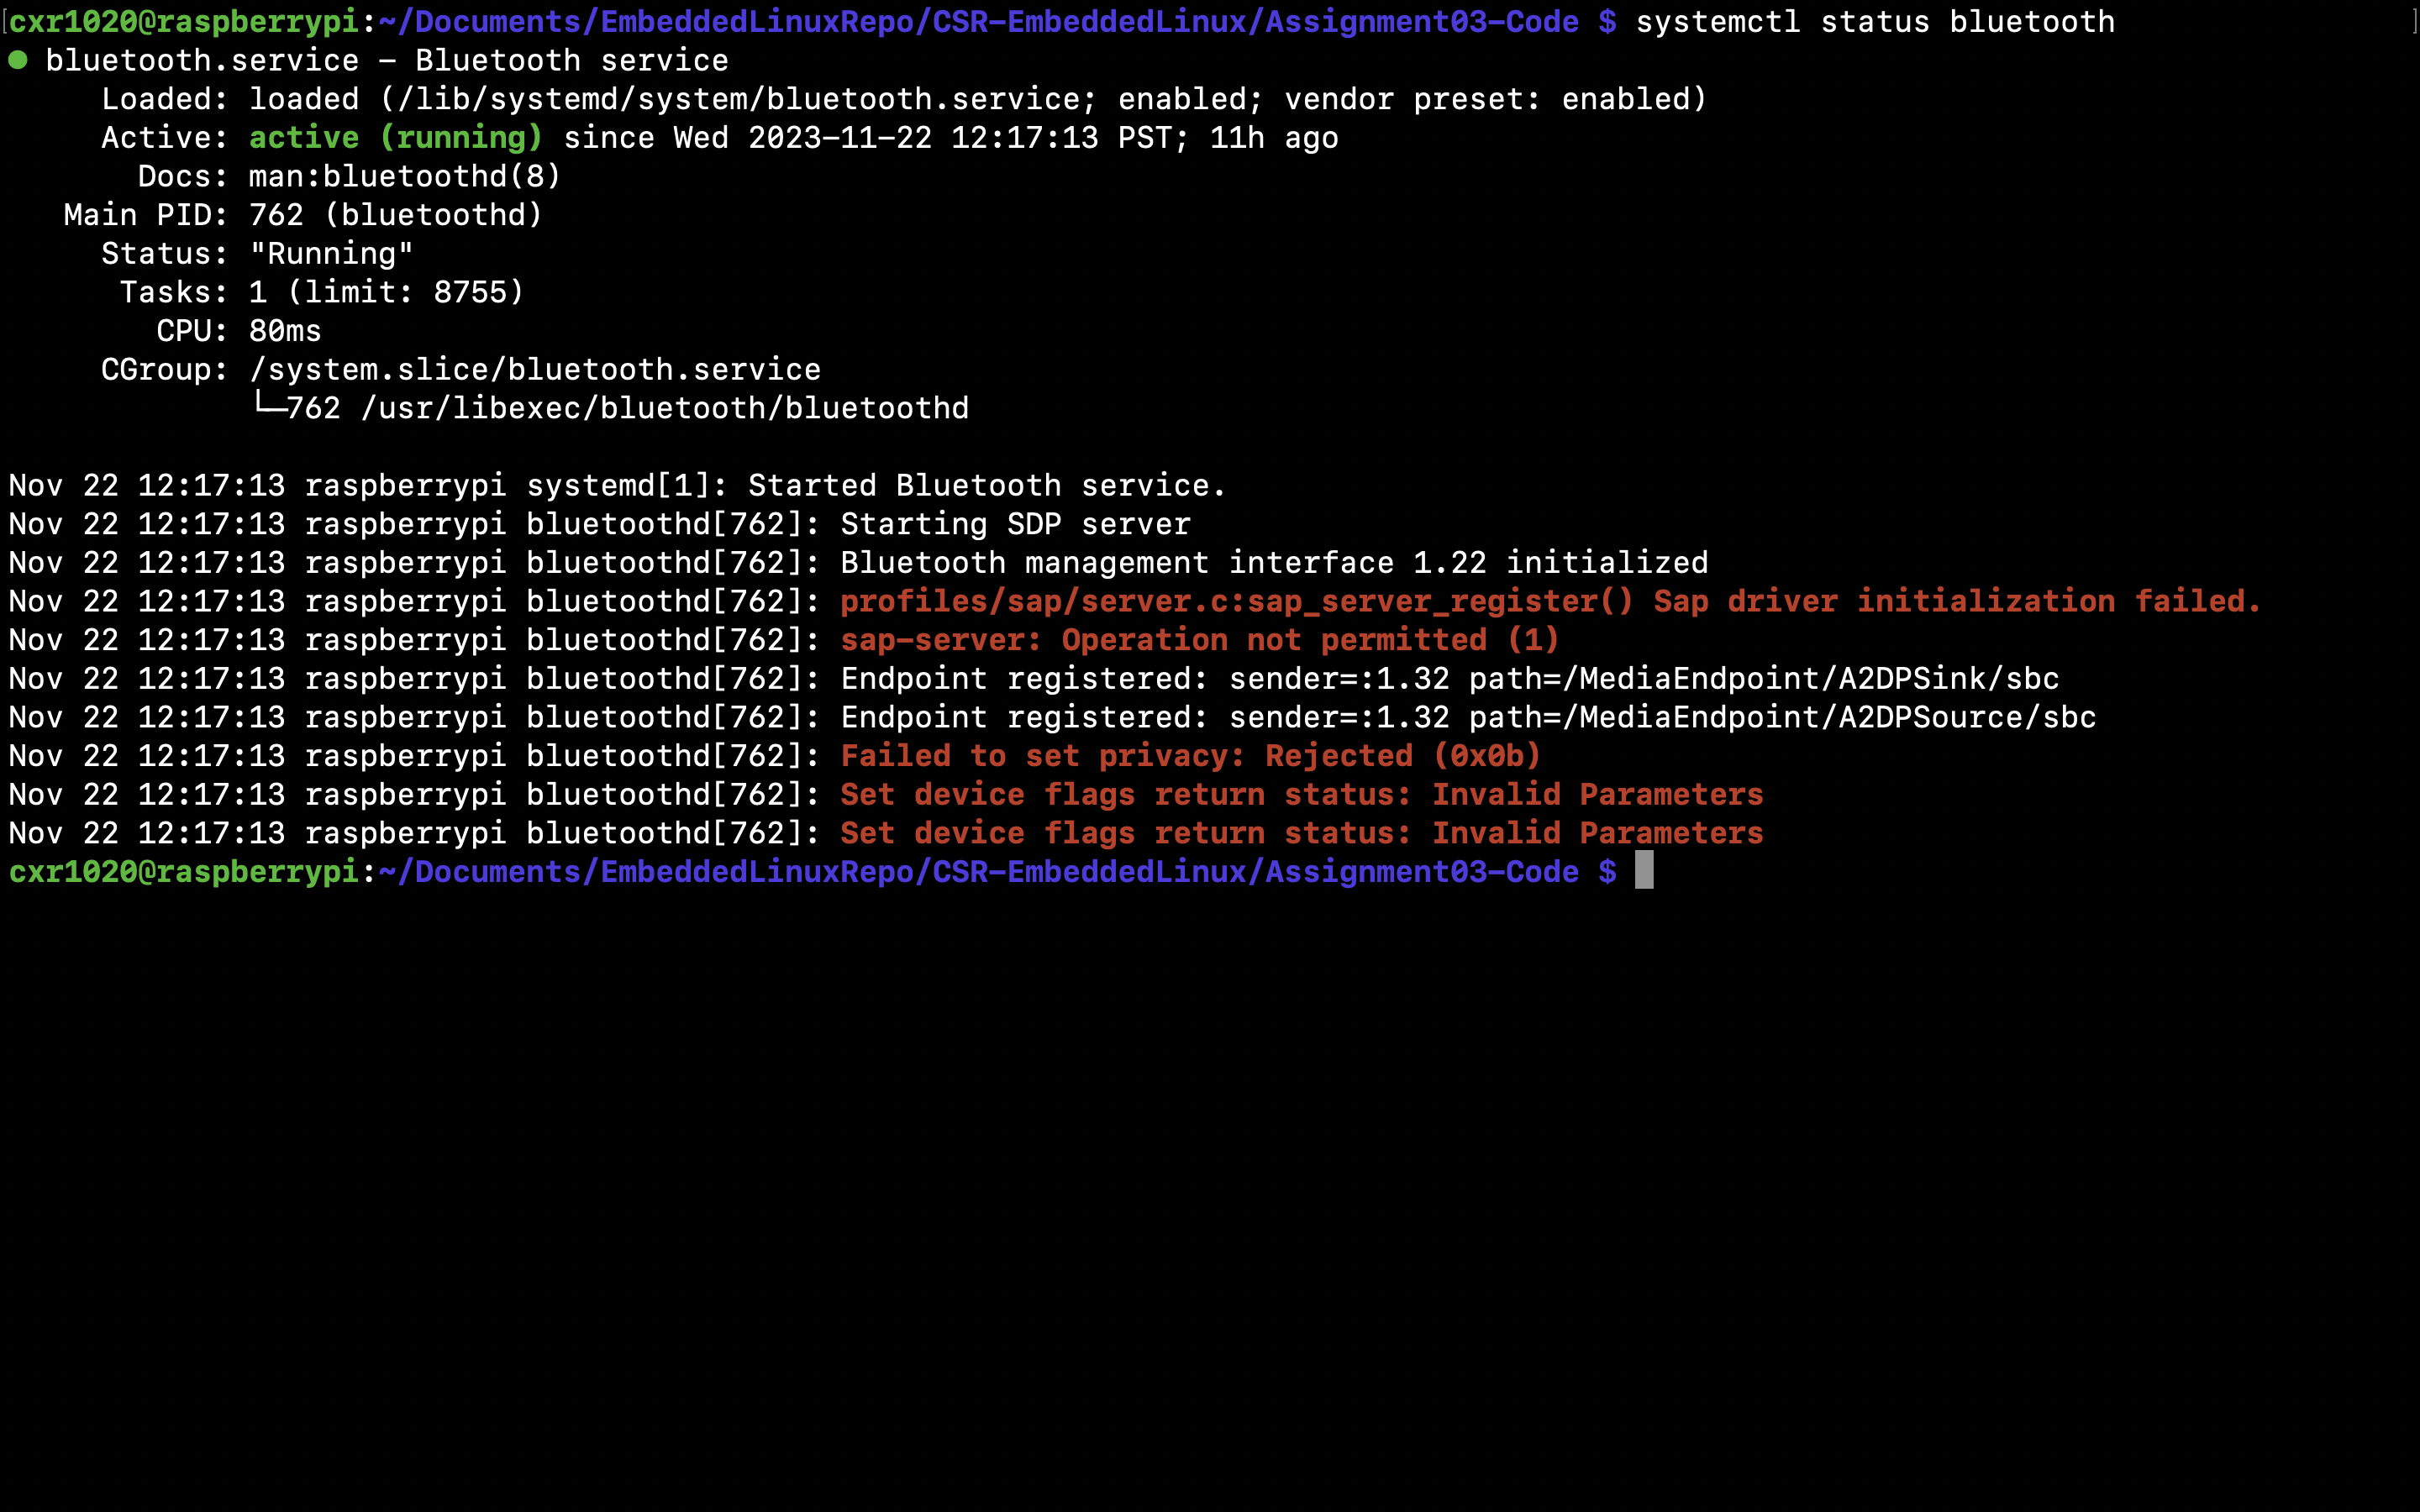 [cxr1020@raspberrypi:~/Documents/EmbeddedLinuxRepo/CSR-EmbeddedLinux/Assignment03-Code $ systemctl status bluetooth ]
● bluetooth.service - Bluetooth service
Loaded: loaded (/lib/systemd/system/bluetooth.service; enabled; vendor preset: enabled)
Active: active (running) since Wed 2023-11-22 12:17:13 PST; 11h ago
Docs: man:bluetoothd(8)
Main PID: 762 (bluetoothd)
Status: "Running"
Tasks: 1 (limit: 8755)
CPU: 80ms
CGroup: /system.slice/bluetooth.service
└─762 /usr/libexec/bluetooth/bluetoothd
Nov 22 12:17:13 raspberrypi systemd[1]: Started Bluetooth service.
Nov 22 12:17:13 raspberrypi bluetoothd[762]: Starting SDP server
Nov 22 12:17:13 raspberrypi bluetoothd[762]: Bluetooth management interface 1.22 initialized
Nov 22 12:17:13 raspberrypi bluetoothd[762]: profiles/sap/server.c:sap_server_register() Sap driver initialization failed.
Nov 22 12:17:13 raspberrypi bluetoothd[762]: sap-server: Operation not permitted (1)
Nov 22 12:17:13 raspberrypi bluetoothd[762]: Endpoint registered: sender=:1.32 path=/MediaEndpoint/A2DPSink/sbc
Nov 22 12:17:13 raspberrypi bluetoothd[762]: Endpoint registered: sender=:1.32 path=/MediaEndpoint/A2DPSource/sbc
Nov 22 12:17:13 raspberrypi bluetoothd[762]: Failed to set privacy: Rejected (0x0b)
Nov 22 12:17:13 raspberrypi bluetoothd[762]: Set device flags return status: Invalid Parameters
Nov 22 12:17:13 raspberrypi bluetoothd[762]: Set device flags return status: Invalid Parameters
cxr1020@raspberrypi:~/Documents/EmbeddedLinuxRepo/CSR-EmbeddedLinux/Assignment03-Code $